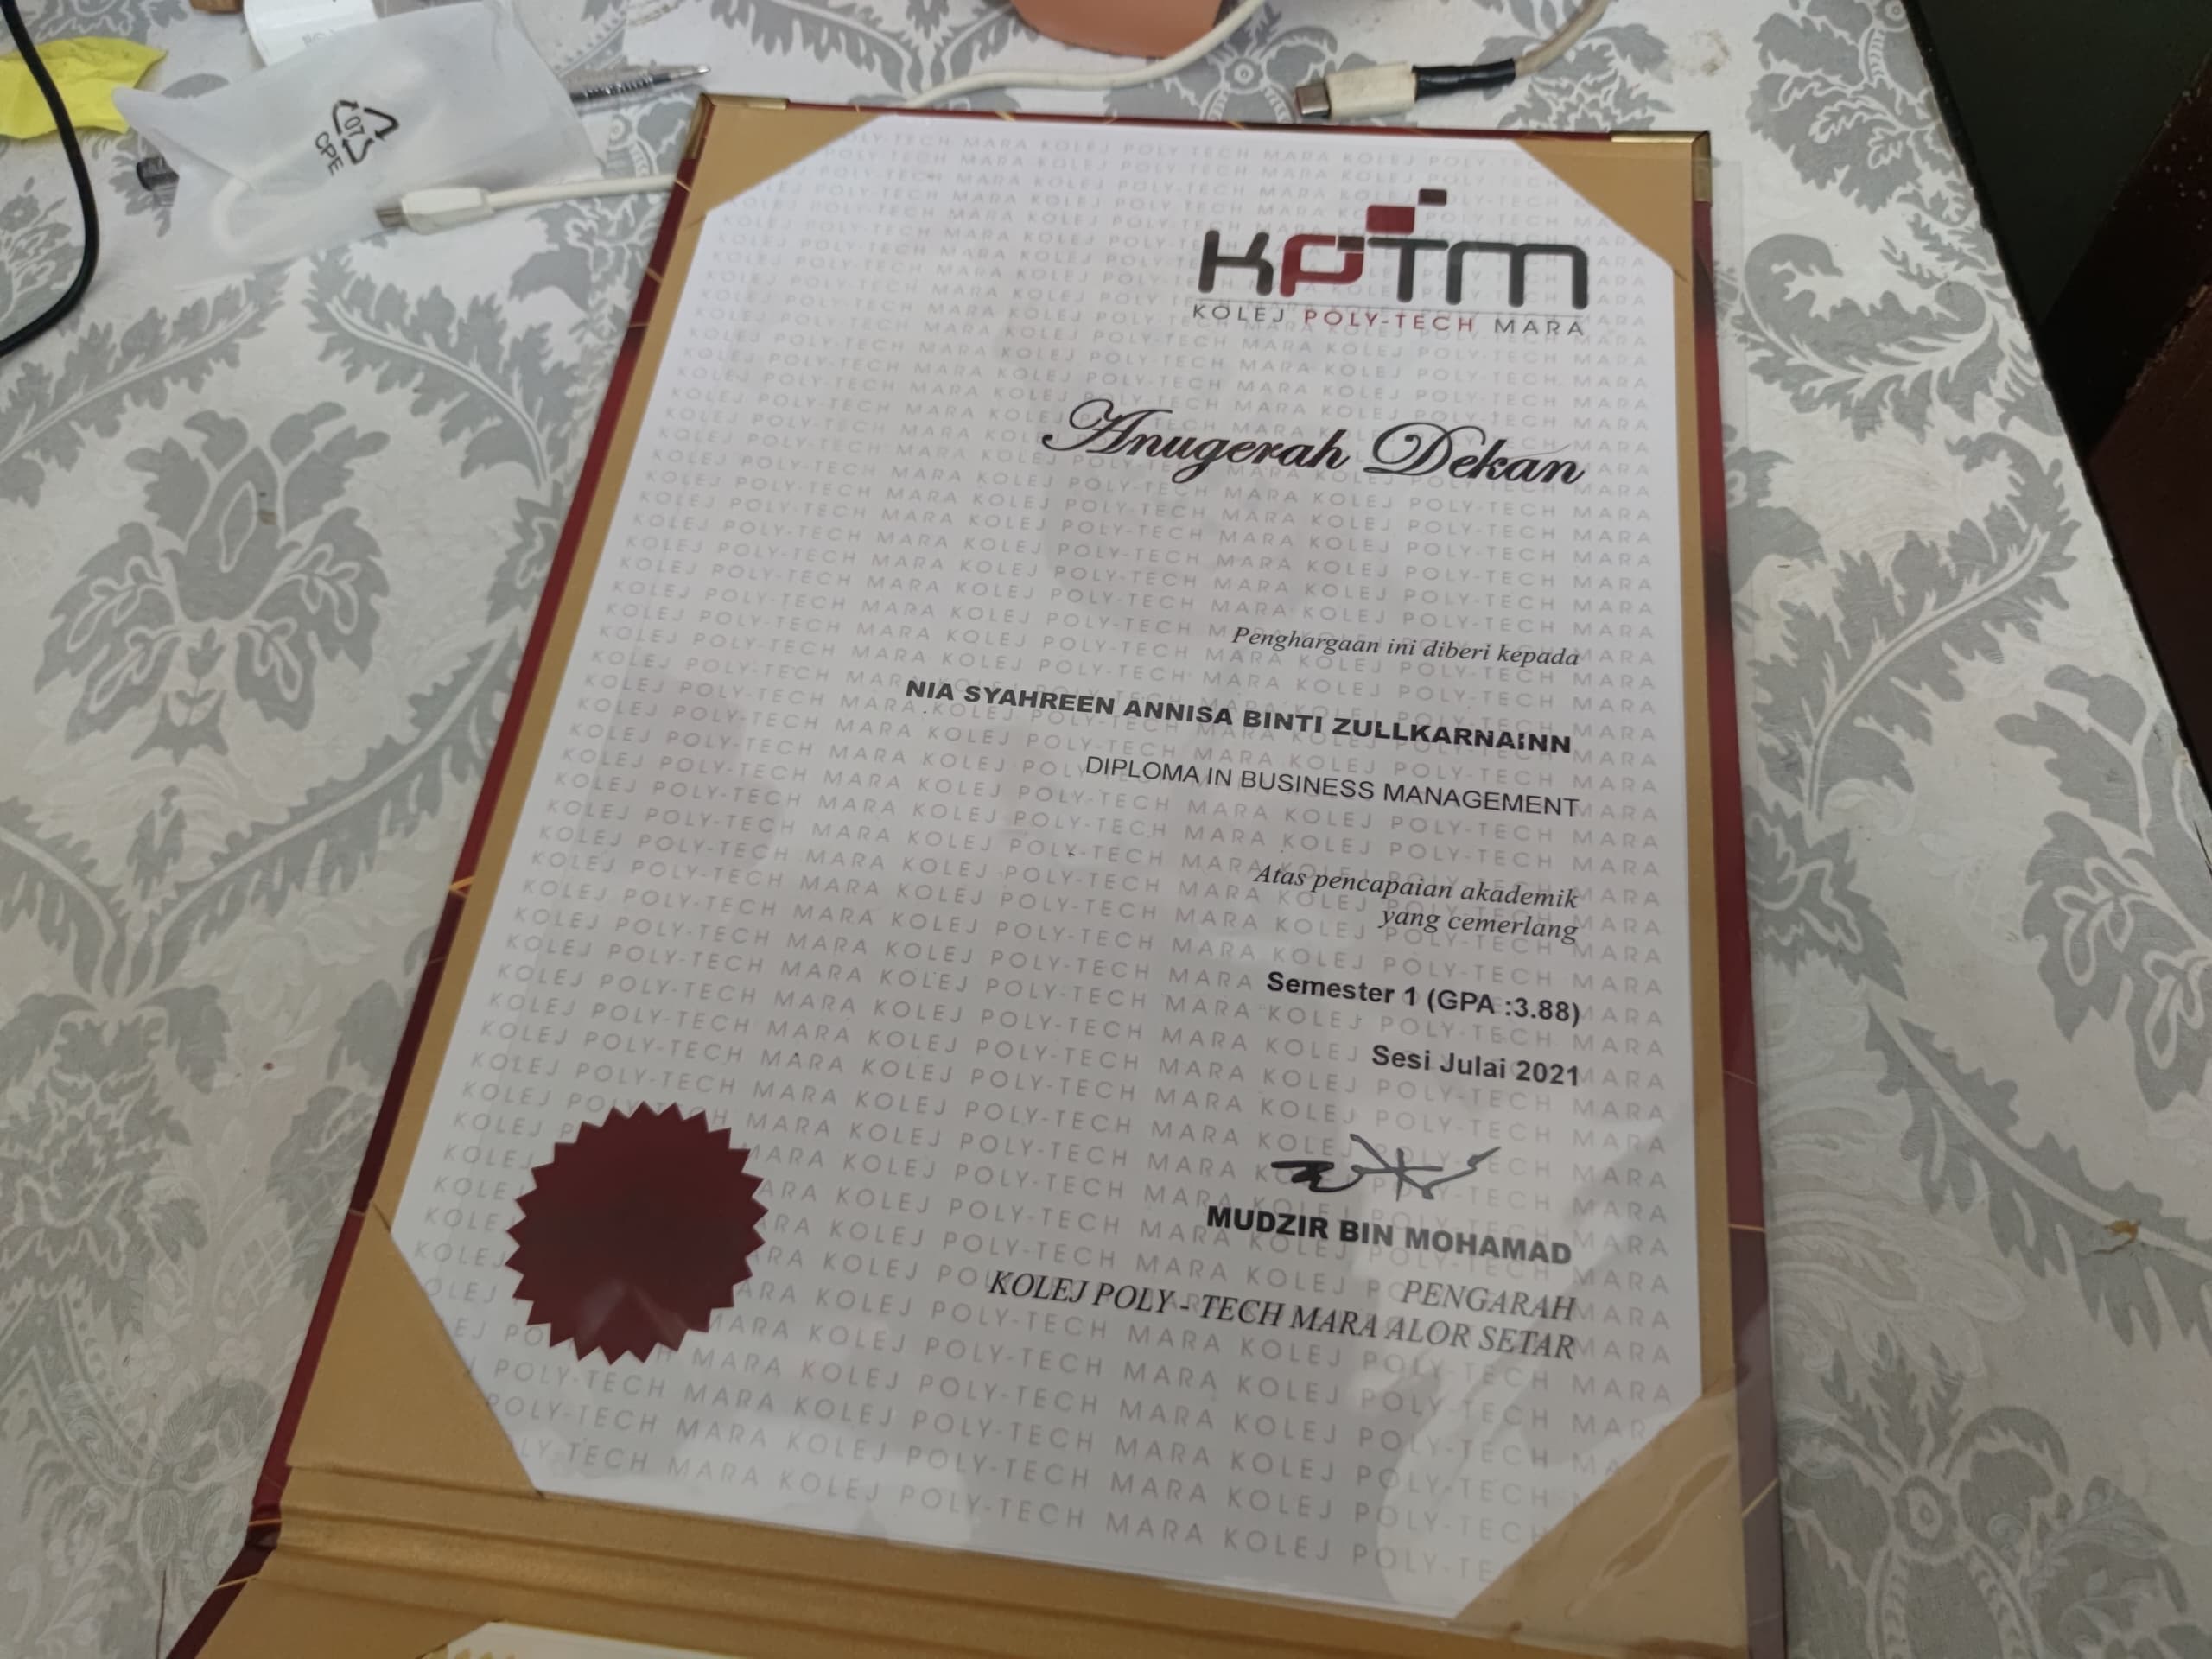 07
CPE
KPTM
KOLEJ POLY-TECH MARA
Anugerah Dekan
Penghargaan ini diberi kepada
NIA SYAHREEN ANNISA BINTI ZULLKARNAINN
DIPLOMA IN BUSINESS MANAGEMENT
Atas pencapaian akademik
yang cemerlang
Semester 1 (GPA :3.88)
Sesi Julai 2021
MUDZIR BIN MOHAMAD
PENGARAH
KOLEJ POLY - TECH MARA ALOR SETAR